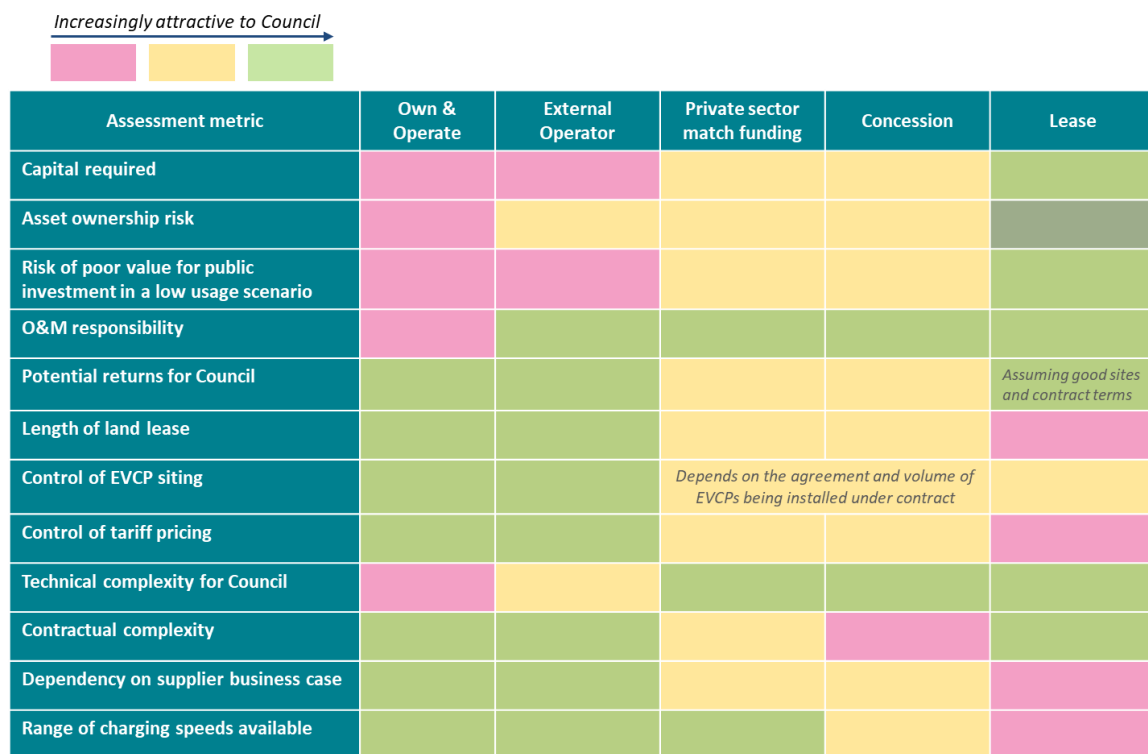 Increasingly attractive to Council
Assessment metric
Own &
Operate
External
Operator
Private sector
match funding
Concession
Lease
Capital required
Asset ownership risk
Risk of poor value for public
investment in a low usage scenario
O&M responsibility
Potential returns for Council
Assuming good sites
and contract terms
Length of land lease
Control of EVCP siting
Depends on the agreement and volume of
EVCPs being installed under contract
Control of tariff pricing
Technical complexity for Council
Contractual complexity
Dependency on supplier business case
Range of charging speeds available